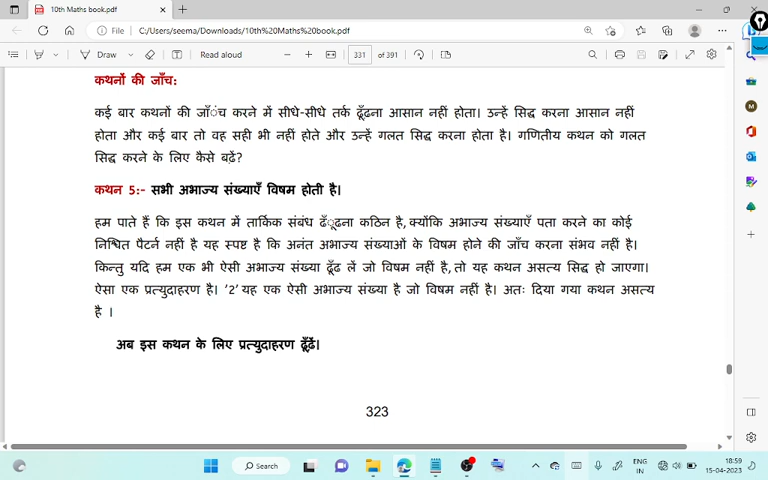 10th Maths book.pdf
File
C:/Users/seema/Downloads/10th%20Maths%20book.pdf
Draw
Read aloud
331
of 391
कथनों की जाँच:
कई बार कथनों की जाँंच करने में सीधे-सीधे तर्क ढूँढना आसान नहीं होता। उन्हें सिद्ध करना आसान नहीं
होता और कई बार तो वह सही भी नहीं होते और उन्हें गलत सिद्ध करना होता है। गणितीय कथन को गलत
सिद्ध करने के लिए कैसे बढें?
कथन 5:- सभी अभाज्य संख्याएँ विषम होती है।
हम पाते हैं कि इस कथन में तार्किक संबंध ढँूढना कठिन है, क्योंकि अभाज्य संख्याएँ पता करने का कोई
निश्चित पैटर्न नहीं है यह स्पष्ट है कि अनंत अभाज्य संख्याओं के विषम होने की जाँच करना संभव नहीं है।
किन्तु यदि हम एक भी ऐसी अभाज्य संख्या ढूँढ लें जो विषम नहीं है, तो यह कथन असत्य सिद्ध हो जाएगा।
ऐसा एक प्रत्युदाहरण है। '2' यह एक ऐसी अभाज्य संख्या है जो विषम नहीं है। अतः दिया गया कथन असत्य
है ।
अब इस कथन के लिए प्रत्युदाहरण ढूँढें।
323
Search
ENG
IN
18:59
15-04-2023